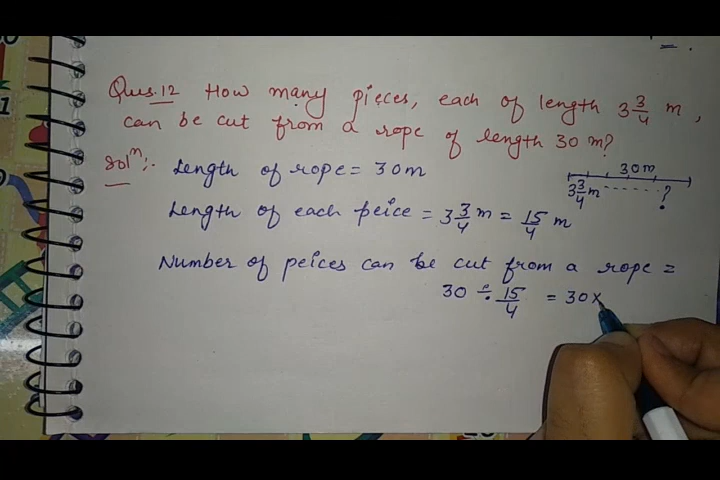 Ques.12 How many pieces, each of length 3 3/4 m,
can be cut from a rope of length 30 m?
Solⁿ:- Length of rope = 30m
30m
3 3/4 m ------ ?
Length of each peice = 3 3/4 m = 15/4 m
Number of peices can be cut from a rope =
30 ÷ 15/4 = 30×